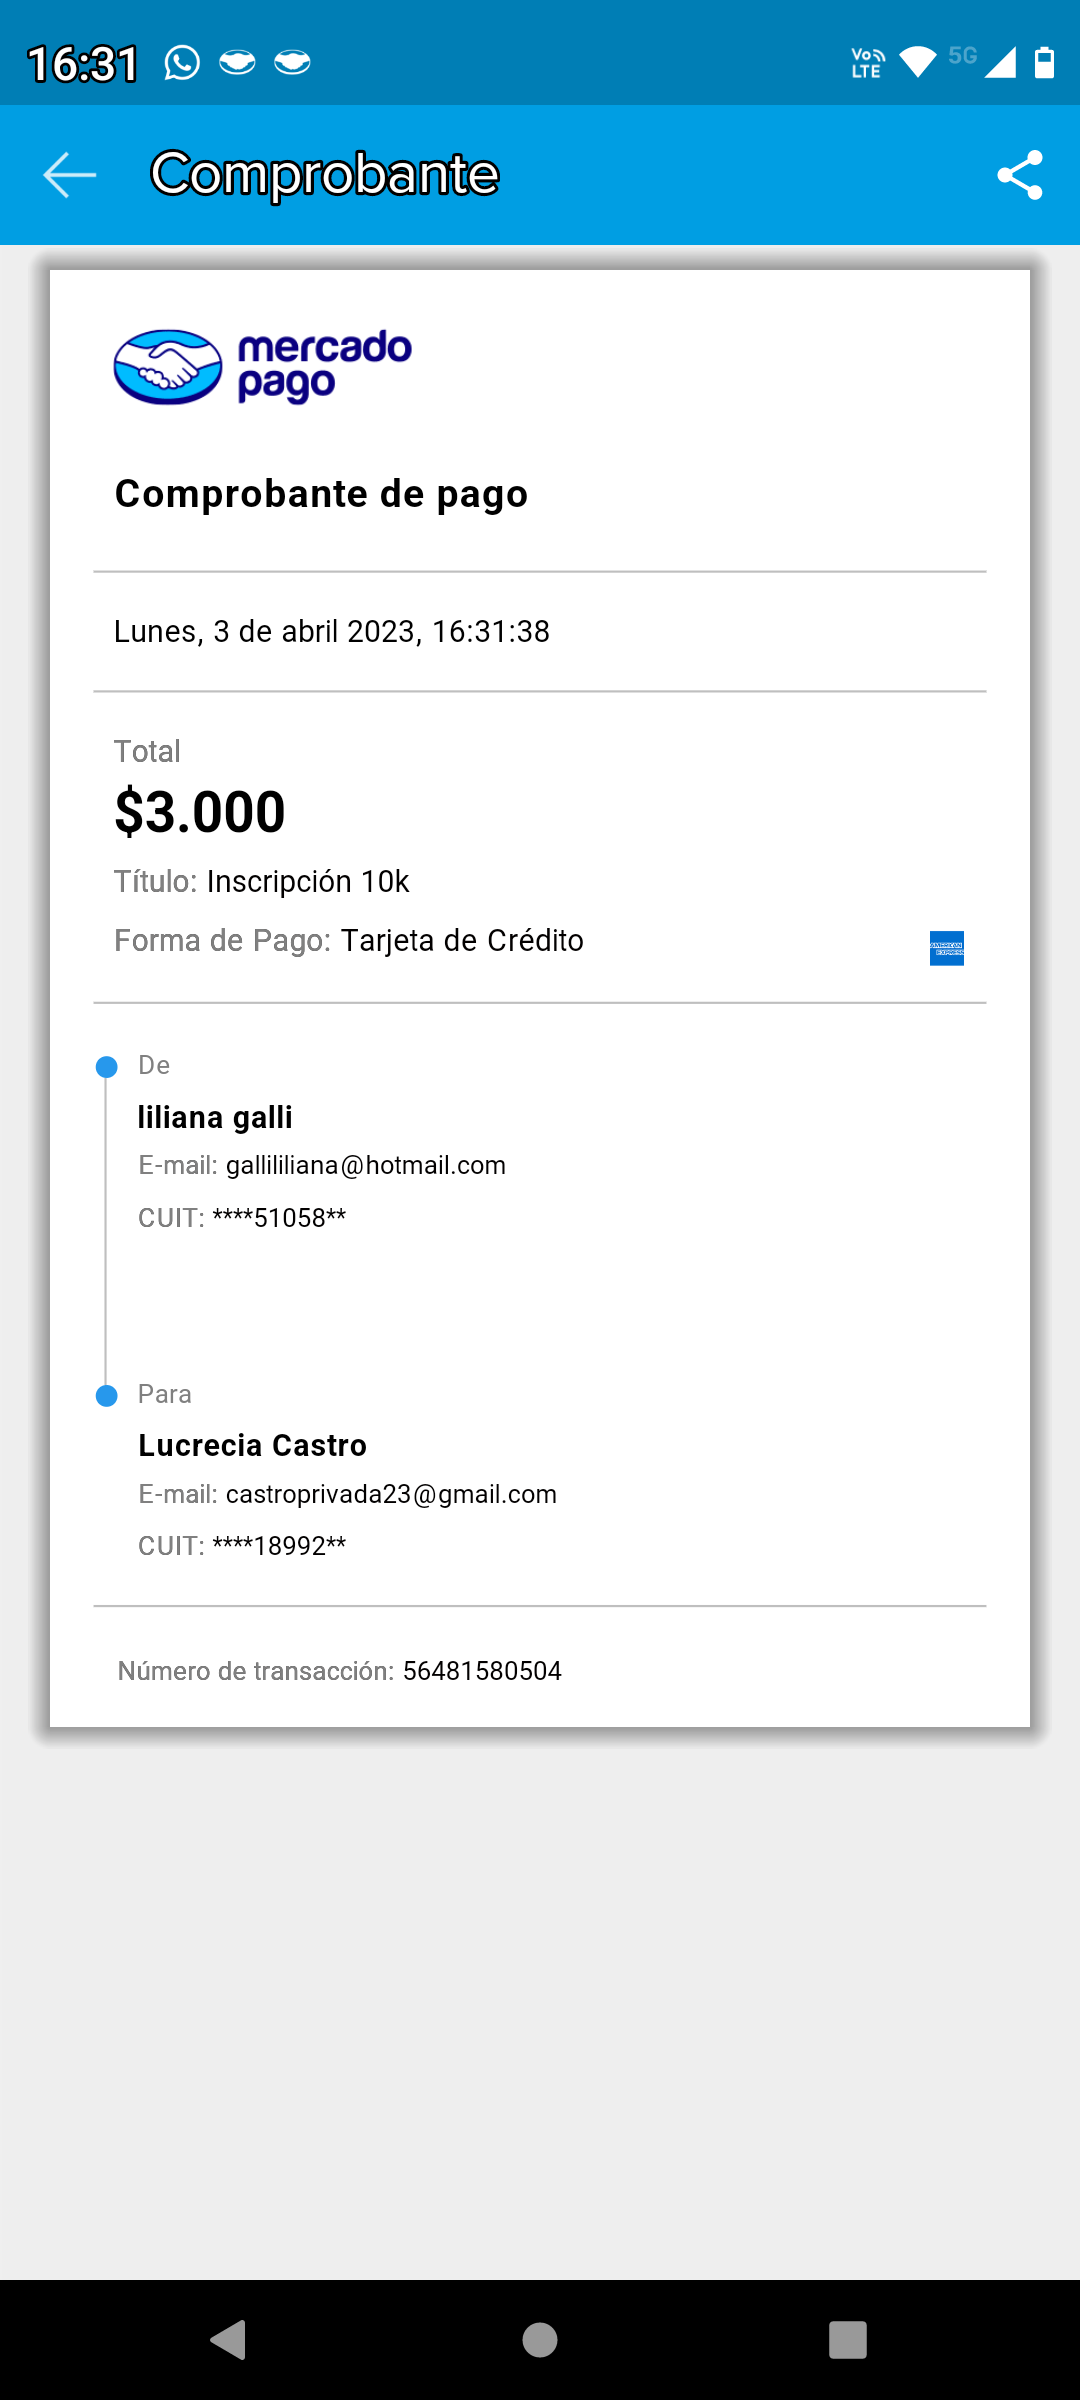 16:31
Vo LTE 5G
Comprobante
mercado
pago
Comprobante de pago
Lunes, 3 de abril 2023, 16:31:38
Total
$3.000
Título: Inscripción 10k
Forma de Pago: Tarjeta de Crédito
AMERICAN
EXPRESS
De
liliana galli
E-mail: gallililiana@hotmail.com
CUIT: ****51058**
Para
Lucrecia Castro
E-mail: castroprivada23@gmail.com
CUIT: ****18992**
Número de transacción: 56481580504